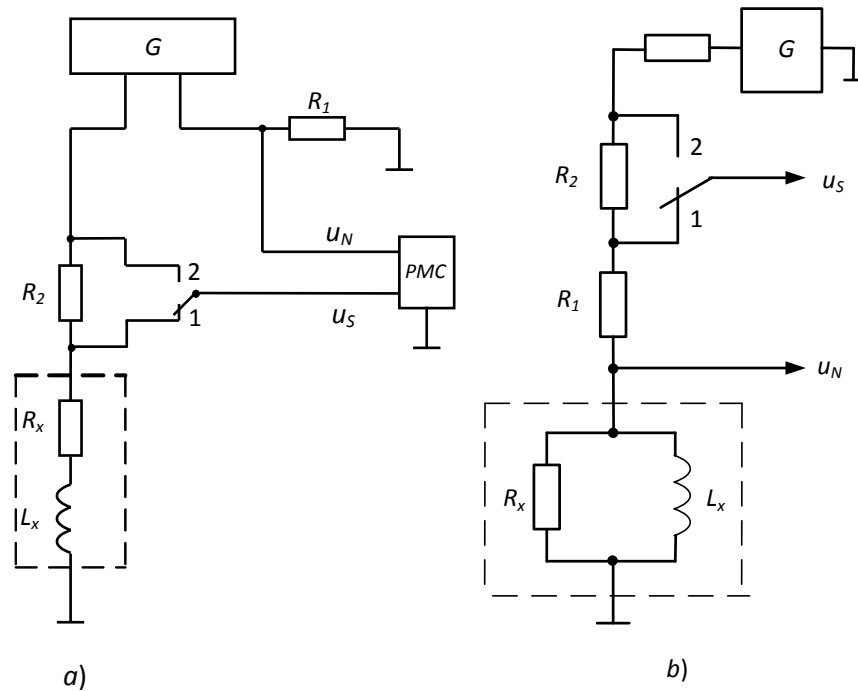 G
R1
uN
PMC
R2
2
1
uS
Rx
Lx
a)
G
R2
2
1
uS
R1
uN
Rx
Lx
b)